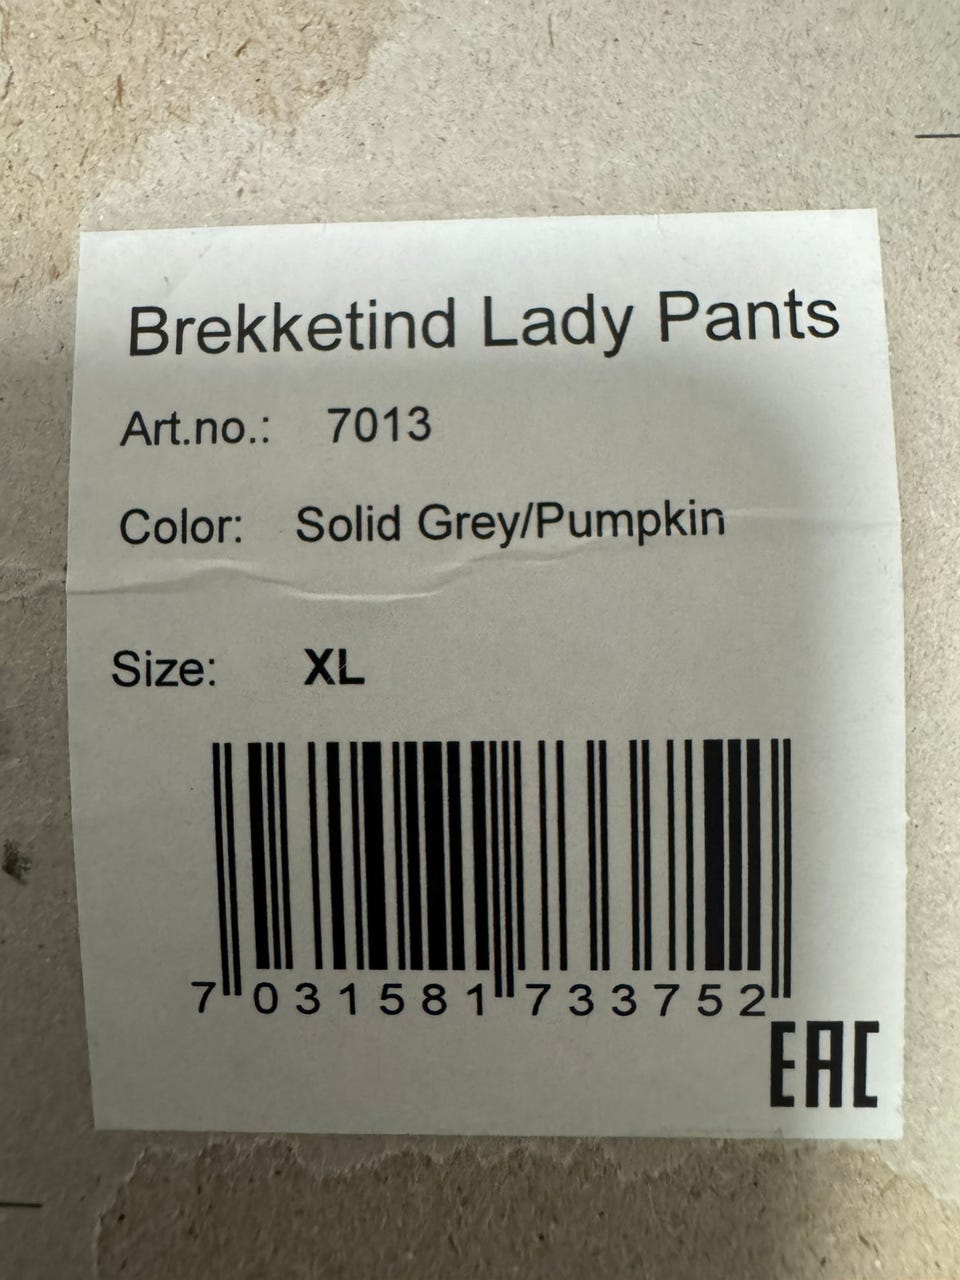 Brekketind Lady Pants
Art.no.: 7013
Color: Solid Grey/Pumpkin
Size: XL
7 031581 733752
EAC